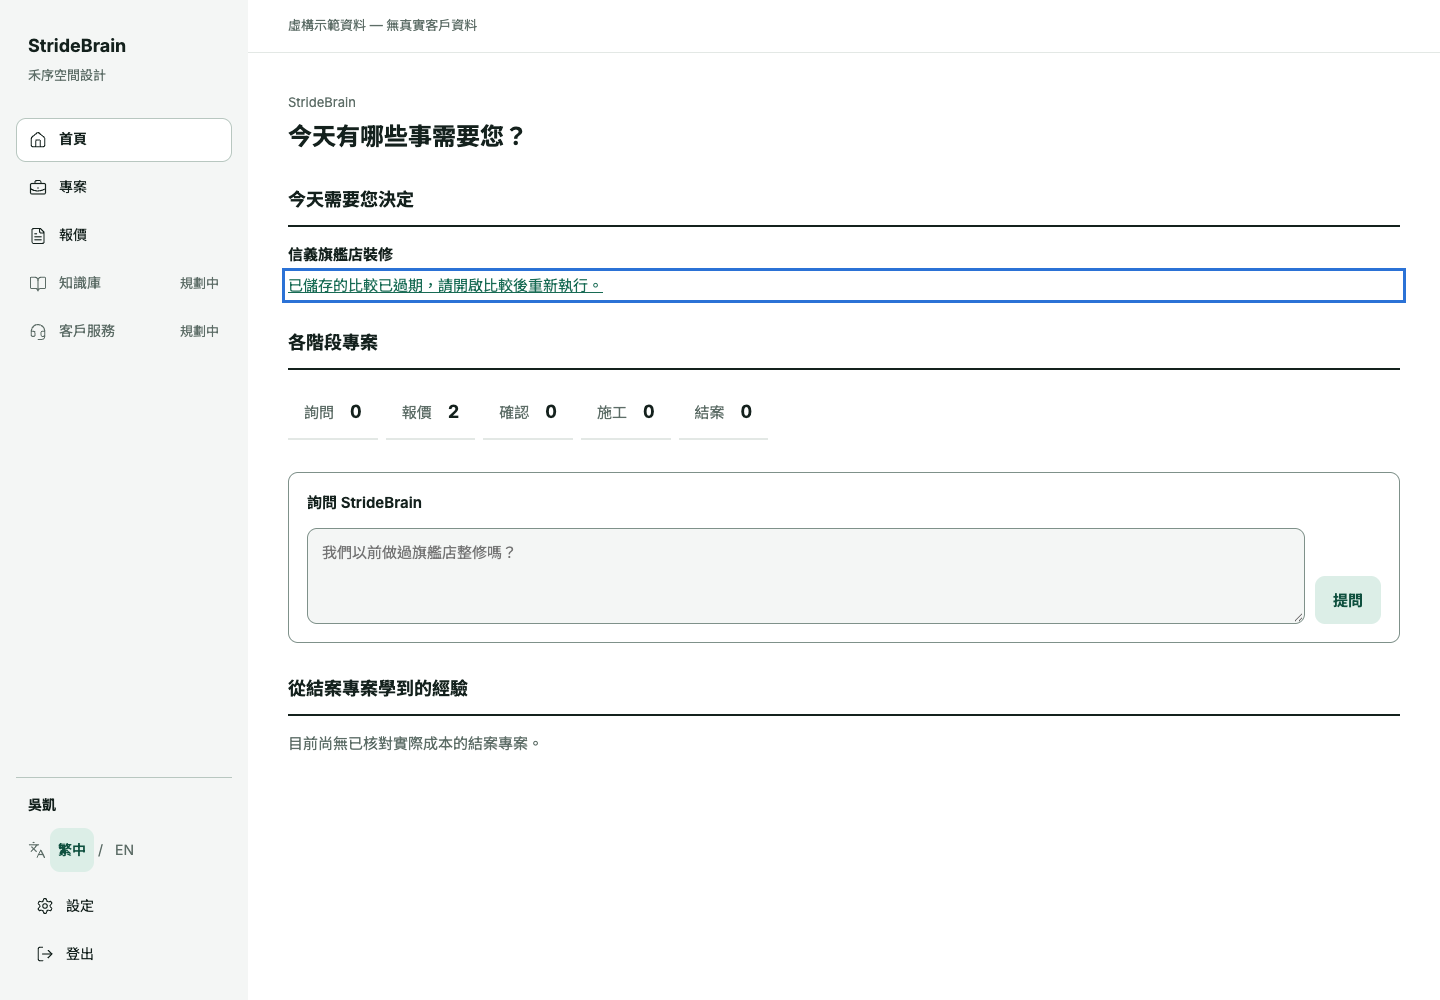 StrideBrain
禾序空間設計
首頁
專案
報價
知識庫 規劃中
客戶服務 規劃中
吳凱
繁中 / EN
設定
登出
虛構示範資料 — 無真實客戶資料
StrideBrain
今天有哪些事需要您？
今天需要您決定
信義旗艦店裝修
已儲存的比較已過期，請開啟比較後重新執行。
各階段專案
詢問 0 報價 2 確認 0 施工 0 結案 0
詢問 StrideBrain
我們以前做過旗艦店整修嗎？
提問
從結案專案學到的經驗
目前尚無已核對實際成本的結案專案。